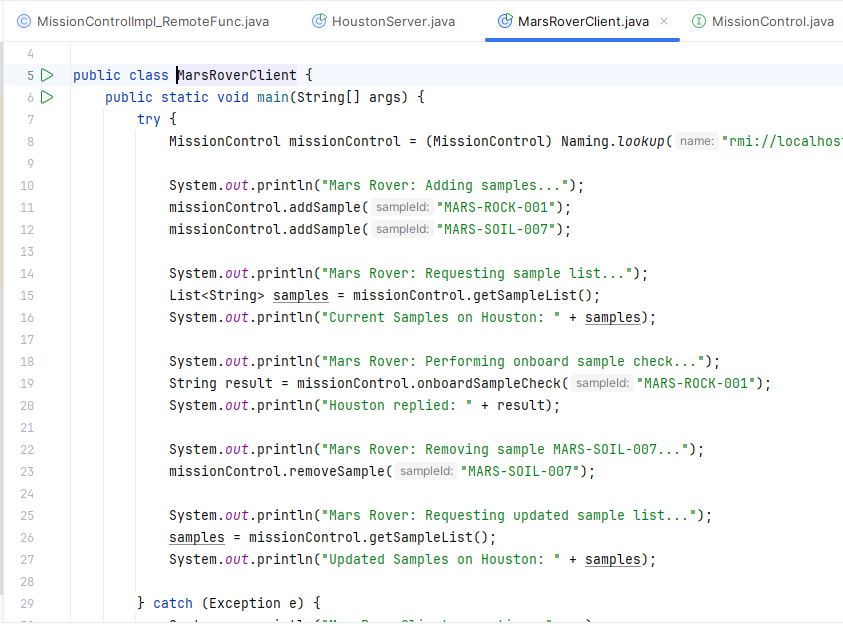 MissionControlImpl_RemoteFunc.java HoustonServer.java MarsRoverClient.java MissionControl.java
4
5 public class MarsRoverClient {
6 public static void main(String[] args) {
7 try {
8 MissionControl missionControl = (MissionControl) Naming.lookup( name: "rmi://localhost
9
10 System.out.println("Mars Rover: Adding samples...");
11 missionControl.addSample( sampleId: "MARS-ROCK-001");
12 missionControl.addSample( sampleId: "MARS-SOIL-007");
13
14 System.out.println("Mars Rover: Requesting sample list...");
15 List<String> samples = missionControl.getSampleList();
16 System.out.println("Current Samples on Houston: " + samples);
17
18 System.out.println("Mars Rover: Performing onboard sample check...");
19 String result = missionControl.onboardSampleCheck( sampleId: "MARS-ROCK-001");
20 System.out.println("Houston replied: " + result);
21
22 System.out.println("Mars Rover: Removing sample MARS-SOIL-007...");
23 missionControl.removeSample( sampleId: "MARS-SOIL-007");
24
25 System.out.println("Mars Rover: Requesting updated sample list...");
26 samples = missionControl.getSampleList();
27 System.out.println("Updated Samples on Houston: " + samples);
28
29 } catch (Exception e) {